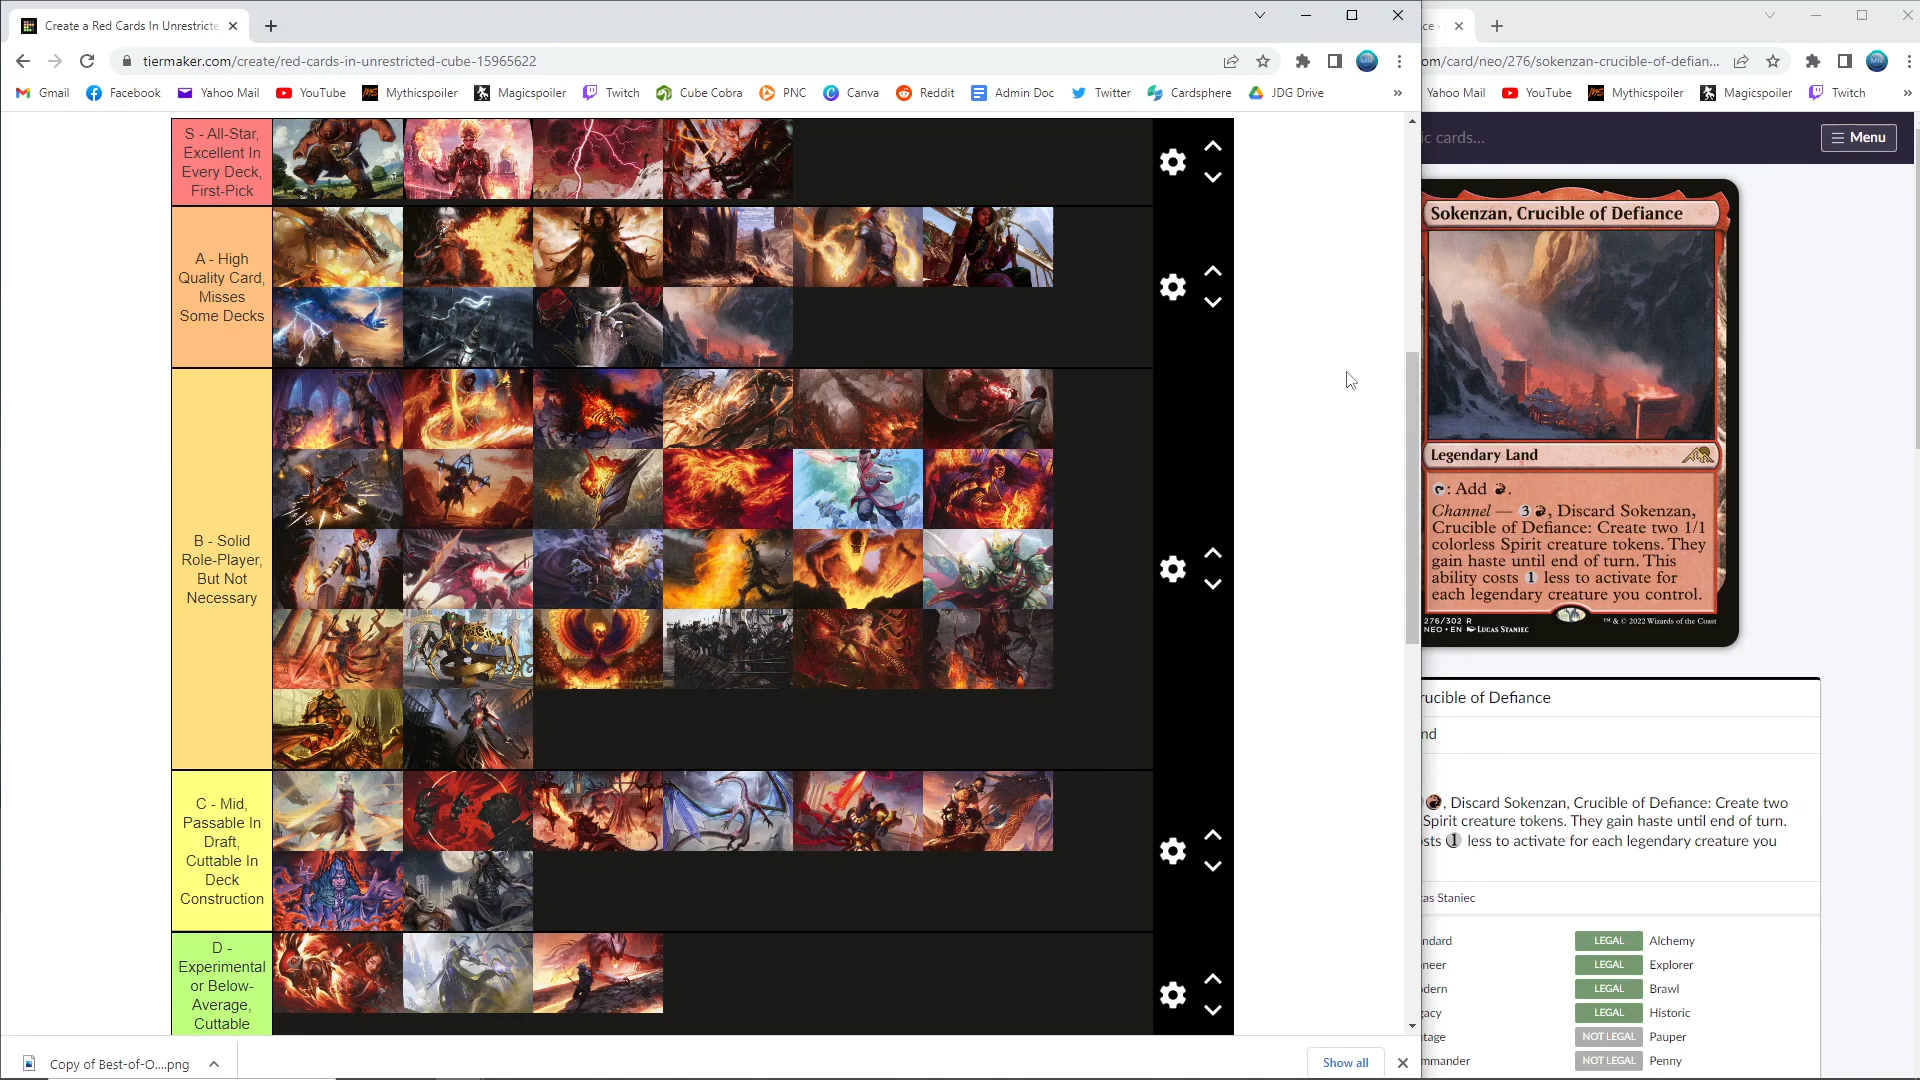 Create a Red Cards In Unrestricte
ce -
tiermaker.com/create/red-cards-in-unrestricted-cube-15965622
om/card/neo/276/sokenzan-crucible-of-defian...
Gmail Facebook Yahoo Mail YouTube Mythicspoiler Magicspoiler Twitch Cube Cobra PNC Canva Reddit Admin Doc Twitter Cardsphere JDG Drive »
Yahoo Mail YouTube Mythicspoiler Magicspoiler Twitch »
ic cards...
Menu
S - All-Star,
Excellent In
Every Deck,
First-Pick
A - High
Quality Card,
Misses
Some Decks
B - Solid
Role-Player,
But Not
Necessary
C - Mid,
Passable In
Draft,
Cuttable In
Deck
Construction
D -
Experimental
or Below-
Average,
Cuttable
Sokenzan, Crucible of Defiance
Legendary Land
: Add .
Channel — 3, Discard Sokenzan,
Crucible of Defiance: Create two 1/1
colorless Spirit creature tokens. They
gain haste until end of turn. This
ability costs 1 less to activate for
each legendary creature you control.
276/302 R
NEO • EN LUCAS STANIEC
™ & © 2022 Wizards of the Coast
rucible of Defiance
nd
, Discard Sokenzan, Crucible of Defiance: Create two
Spirit creature tokens. They gain haste until end of turn.
sts 1 less to activate for each legendary creature you
as Staniec
ndard LEGAL Alchemy
neer LEGAL Explorer
dern LEGAL Brawl
gacy LEGAL Historic
tage NOT LEGAL Pauper
mmander NOT LEGAL Penny
Copy of Best-of-O....png
Show all